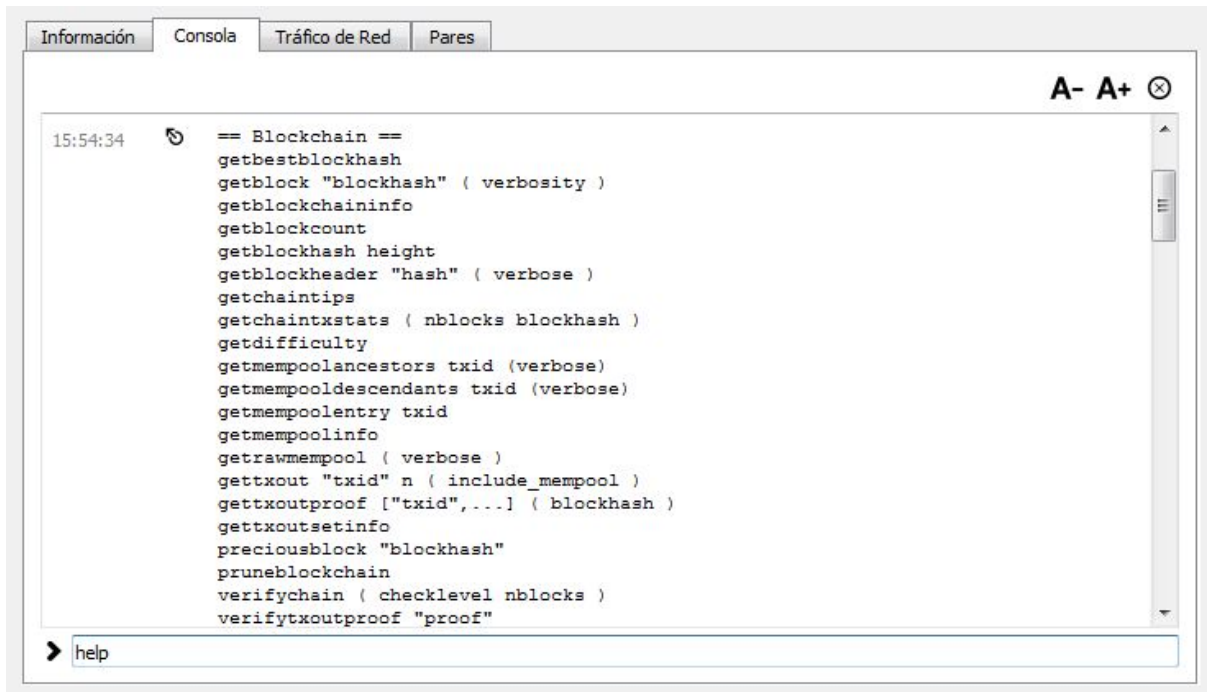 Información Consola Tráfico de Red Pares
A- A+
15:54:34 == Blockchain ==
getbestblockhash
getblock "blockhash" ( verbosity )
getblockchaininfo
getblockcount
getblockhash height
getblockheader "hash" ( verbose )
getchaintips
getchaintxstats ( nblocks blockhash )
getdifficulty
getmempoolancestors txid (verbose)
getmempooldescendants txid (verbose)
getmempoolentry txid
getmempoolinfo
getrawmempool ( verbose )
gettxout "txid" n ( include_mempool )
gettxoutproof ["txid",...] ( blockhash )
gettxoutsetinfo
preciousblock "blockhash"
pruneblockchain
verifychain ( checklevel nblocks )
verifytxoutproof "proof"
help